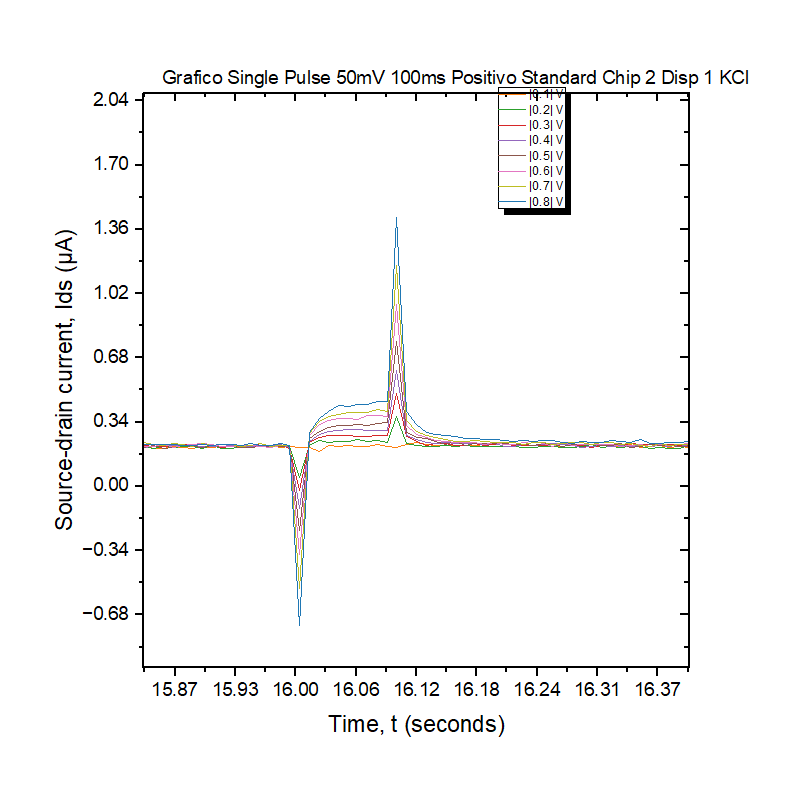 Grafico Single Pulse 50mV 100ms Positivo Standard Chip 2 Disp 1 KCl
|0.1| V
|0.2| V
|0.3| V
|0.4| V
|0.5| V
|0.6| V
|0.7| V
|0.8| V
2.04
1.70
1.36
1.02
0.68
0.34
0.00
−0.34
−0.68
Source-drain current, Ids (μA)
15.87 15.93 16.00 16.06 16.12 16.18 16.24 16.31 16.37
Time, t (seconds)